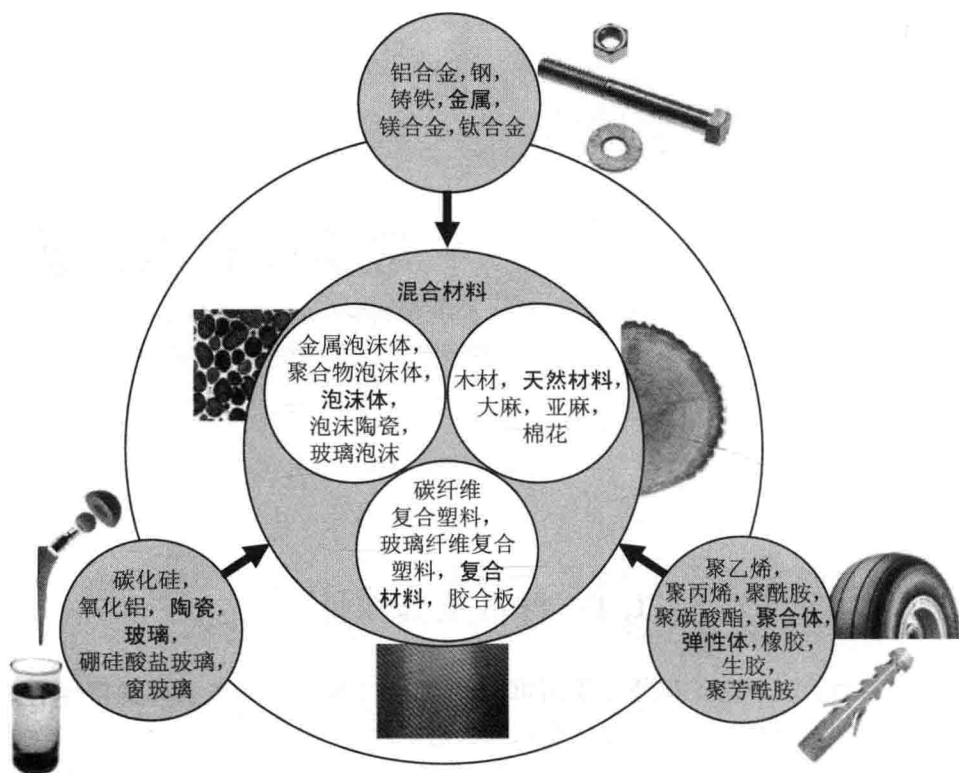 铝合金,钢,
铸铁,金属,
镁合金,钛合金
混合材料
金属泡沫体,
聚合物泡沫体,
泡沫体,
泡沫陶瓷,
玻璃泡沫
木材,天然材料,
大麻,亚麻,
棉花
碳纤维
复合塑料,
玻璃纤维复合
塑料,复合
材料,胶合板
碳化硅,
氧化铝,陶瓷,
玻璃,
硼硅酸盐玻璃,
窗玻璃
聚乙烯,
聚丙烯,聚酰胺,
聚碳酸酯,聚合体,
弹性体,橡胶,
生胶,
聚芳酰胺